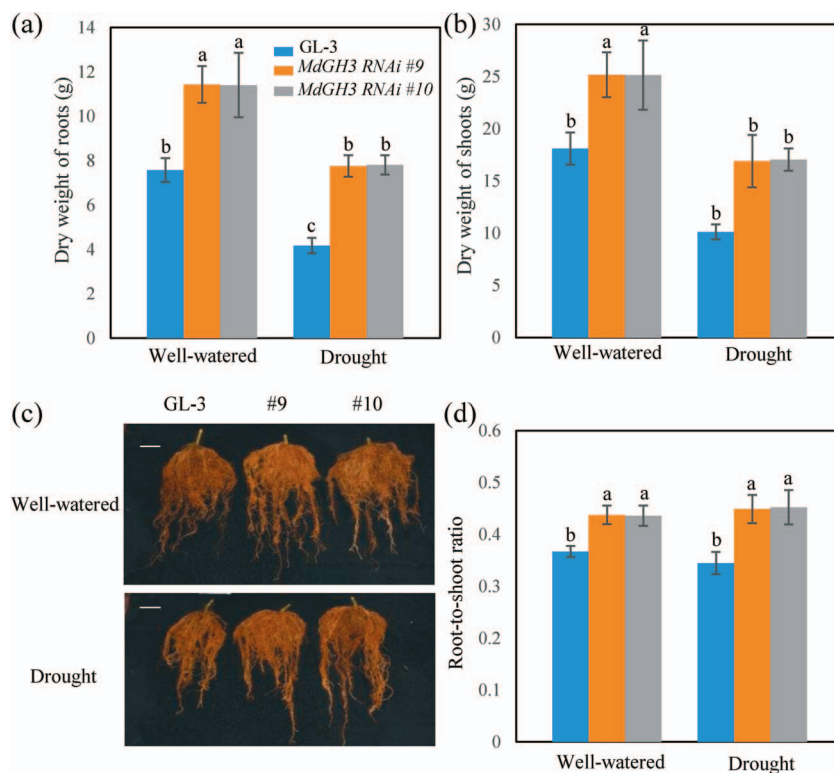 (a)
Dry weight of roots (g)
14
12
10
8
6
4
2
0
GL-3
MdGH3 RNAi #9
MdGH3 RNAi #10
b
a
a
c
b
b
Well-watered
Drought
(b)
Dry weight of shoots (g)
30
25
20
15
10
5
0
b
a
a
b
b
b
Well-watered
Drought
(c)
GL-3
#9
#10
Well-watered
Drought
(d)
Root-to-shoot ratio
0.6
0.5
0.4
0.3
0.2
0.1
0
b
a
a
b
a
a
Well-watered
Drought